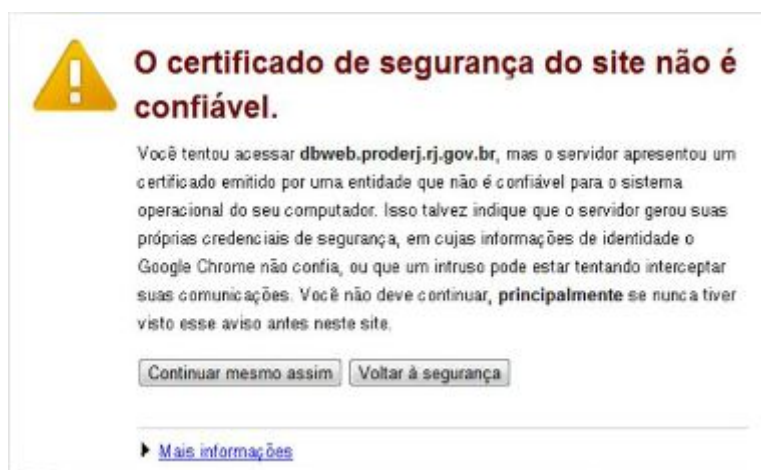 O certificado de segurança do site não é
confiável.
Você tentou acessar dbweb.proderj.rj.gov.br, mas o servidor apresentou um
certificado emitido por uma entidade que não é confiável para o sistema
operacional do seu computador. Isso talvez indique que o servidor gerou suas
próprias credenciais de segurança, em cujas informações de identidade o
Google Chrome não confia, ou que um intruso pode estar tentando interceptar
suas comunicações. Você não deve continuar, principalmente se nunca tiver
visto esse aviso antes neste site.
Continuar mesmo assim Voltar à segurança
Mais informações